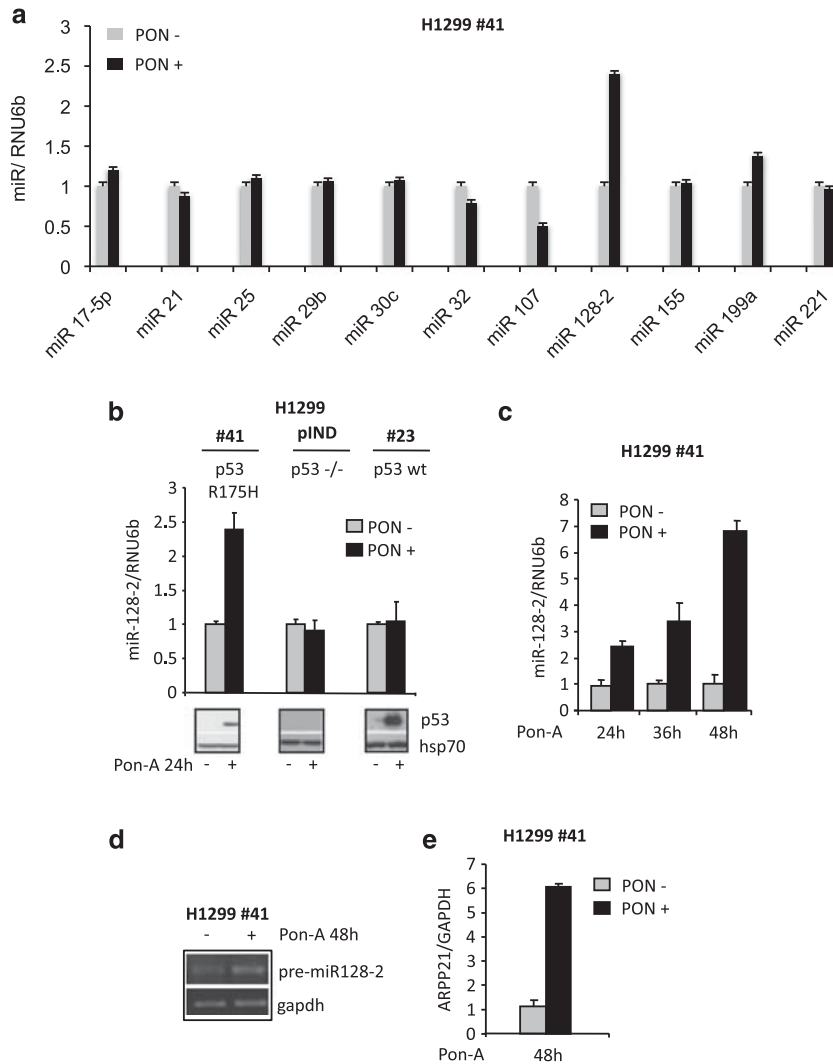 a
H1299 #41
PON -
PON +
miR/ RNU6b
3
2.5
2
1.5
1
0.5
0
miR 17-5p
miR 21
miR 25
miR 29b
miR 30c
miR 32
miR 107
miR 128-2
miR 155
miR 199a
miR 221
b
H1299
#41
pIND
#23
p53 R175H
p53 -/-
p53 wt
PON -
PON +
miR-128-2/RNU6b
3
2.5
2
1.5
1
0.5
0
p53
hsp70
Pon-A 24h - + - + - +
c
H1299 #41
PON -
PON +
miR-128-2/RNU6b
8
7
6
5
4
3
2
1
0
Pon-A 24h 36h 48h
d
H1299 #41
- + Pon-A 48h
pre-miR128-2
gapdh
e
H1299 #41
PON -
PON +
ARPP21/GAPDH
7
6
5
4
3
2
1
0
Pon-A 48h